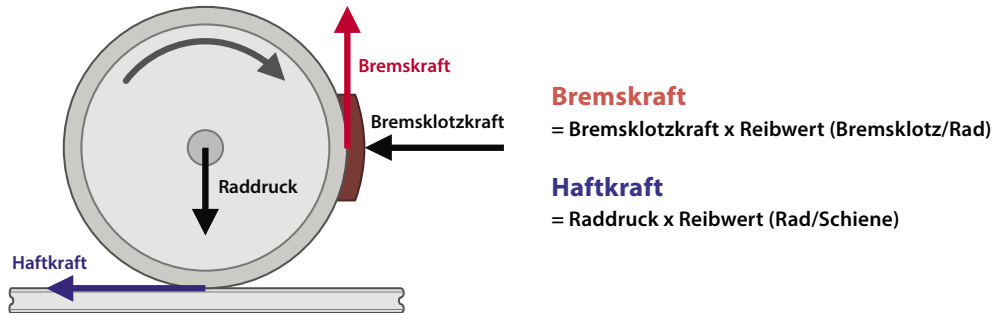 Bremskraft
Bremsklotzkraft
Raddruck
Haftkraft
Bremskraft
= Bremsklotzkraft x Reibwert (Bremsklotz/Rad)
Haftkraft
= Raddruck x Reibwert (Rad/Schiene)